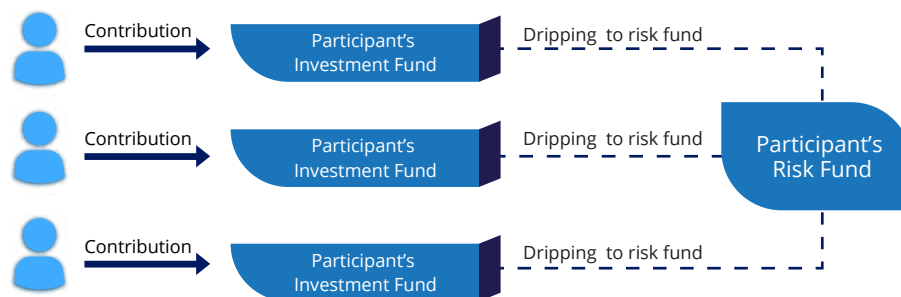 Contribution
Participant's
Investment Fund
Dripping to risk fund
Contribution
Participant's
Investment Fund
Dripping to risk fund
Participant's
Risk Fund
Contribution
Participant's
Investment Fund
Dripping to risk fund